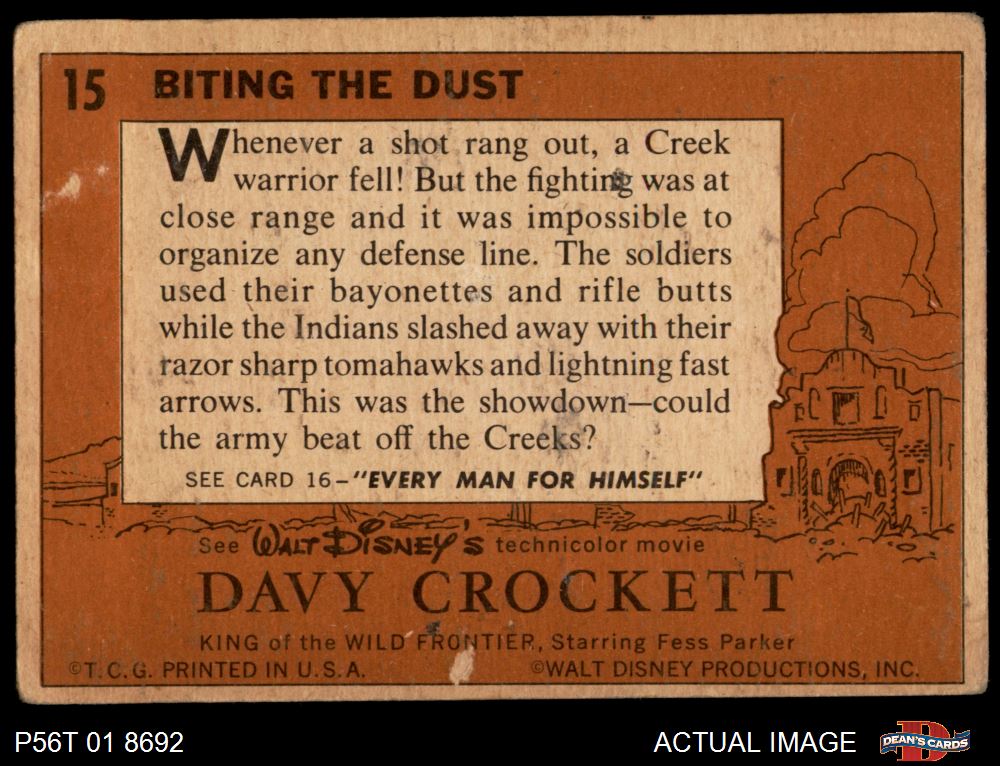 15 BITING THE DUST
Whenever a shot rang out, a Creek
warrior fell! But the fighting was at
close range and it was impossible to
organize any defense line. The soldiers
used their bayonettes and rifle butts
while the Indians slashed away with their
razor sharp tomahawks and lightning fast
arrows. This was the showdown—could
the army beat off the Creeks?
SEE CARD 16–"EVERY MAN FOR HIMSELF"
See WALT DISNEY'S technicolor movie
DAVY CROCKETT
KING of the WILD FRONTIER, Starring Fess Parker
©T.C.G. PRINTED IN U.S.A. ©WALT DISNEY PRODUCTIONS, INC.
P56T 01 8692 ACTUAL IMAGE D DEAN'S CARDS